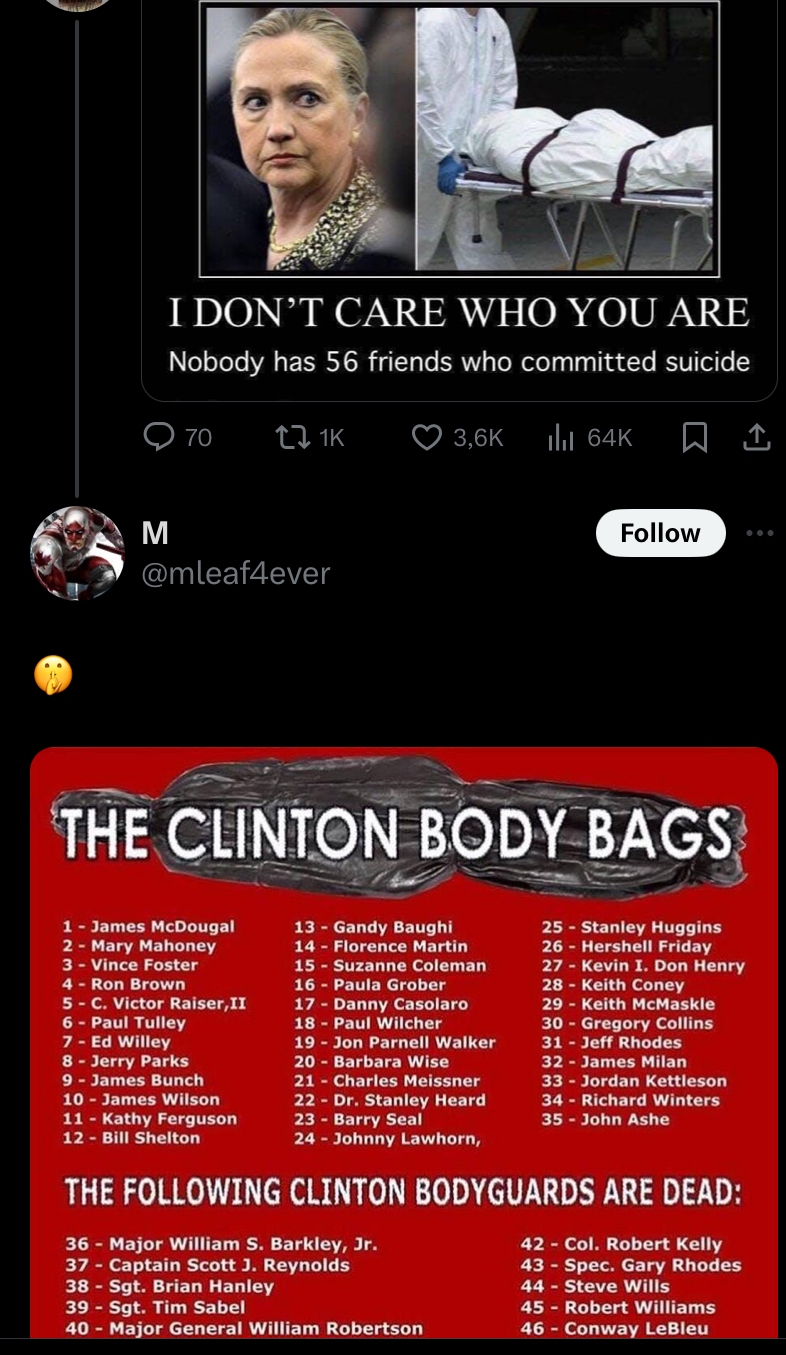 I DON'T CARE WHO YOU ARE
Nobody has 56 friends who committed suicide
70 1K 3,6K 64K
M
@mleaf4ever
Follow
THE CLINTON BODY BAGS
1 - James McDougal
2 - Mary Mahoney
3 - Vince Foster
4 - Ron Brown
5 - C. Victor Raiser,II
6 - Paul Tulley
7 - Ed Willey
8 - Jerry Parks
9 - James Bunch
10 - James Wilson
11 - Kathy Ferguson
12 - Bill Shelton
13 - Gandy Baughi
14 - Florence Martin
15 - Suzanne Coleman
16 - Paula Grober
17 - Danny Casolaro
18 - Paul Wilcher
19 - Jon Parnell Walker
20 - Barbara Wise
21 - Charles Meissner
22 - Dr. Stanley Heard
23 - Barry Seal
24 - Johnny Lawhorn,
25 - Stanley Huggins
26 - Hershell Friday
27 - Kevin I. Don Henry
28 - Keith Coney
29 - Keith McMaskle
30 - Gregory Collins
31 - Jeff Rhodes
32 - James Milan
33 - Jordan Kettleson
34 - Richard Winters
35 - John Ashe
THE FOLLOWING CLINTON BODYGUARDS ARE DEAD:
36 - Major William S. Barkley, Jr.
37 - Captain Scott J. Reynolds
38 - Sgt. Brian Hanley
39 - Sgt. Tim Sabel
40 - Major General William Robertson
42 - Col. Robert Kelly
43 - Spec. Gary Rhodes
44 - Steve Wills
45 - Robert Williams
46 - Conway LeBleu